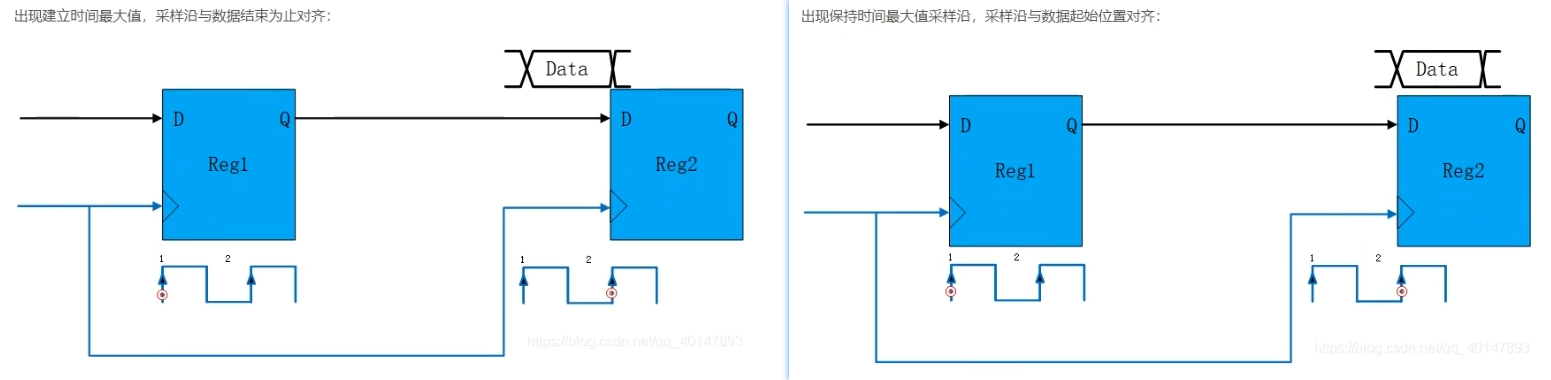 出现建立时间最大值，采样沿与数据结束为止对齐：
Data
D Q
Reg1
D Q
Reg2
1 2
1 2
https://blog.csdn.net/qq_40147893
出现保持时间最大值采样沿，采样沿与数据起始位置对齐：
Data
D Q
Reg1
D Q
Reg2
1 2
1 2
https://blog.csdn.net/qq_40147893